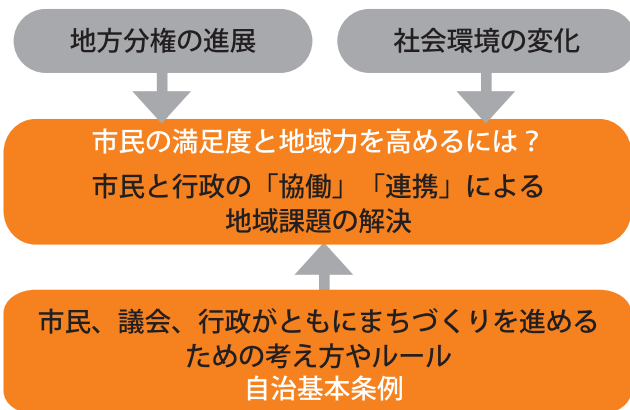 地方分権の進展
社会環境の変化
市民の満足度と地域力を高めるには？
市民と行政の「協働」「連携」による
地域課題の解決
市民、議会、行政がともにまちづくりを進める
ための考え方やルール
自治基本条例